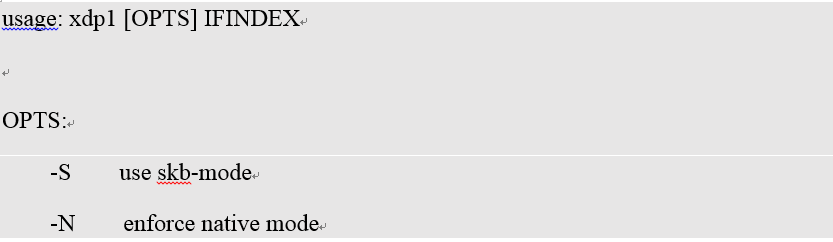 usage: xdp1 [OPTS] IFINDEX
OPTS:
-S use skb-mode
-N enforce native mode